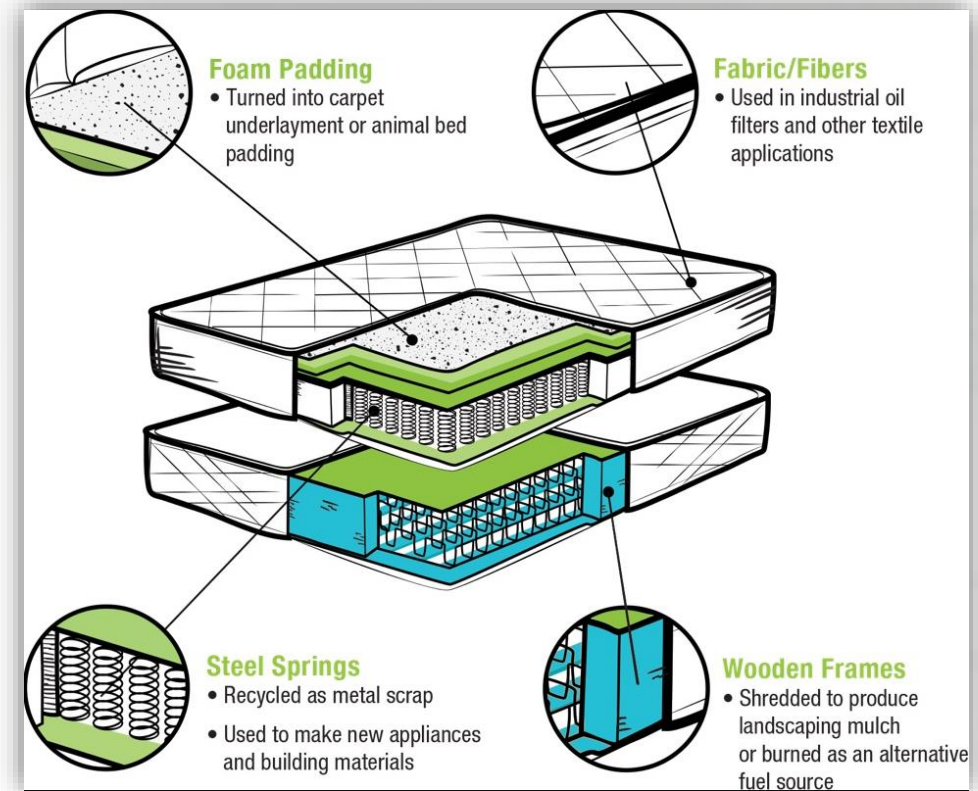 Foam Padding
• Turned into carpet
underlayment or animal bed
padding
Fabric/Fibers
• Used in industrial oil
filters and other textile
applications
Steel Springs
• Recycled as metal scrap
• Used to make new appliances
and building materials
Wooden Frames
• Shredded to produce
landscaping mulch
or burned as an alternative
fuel source